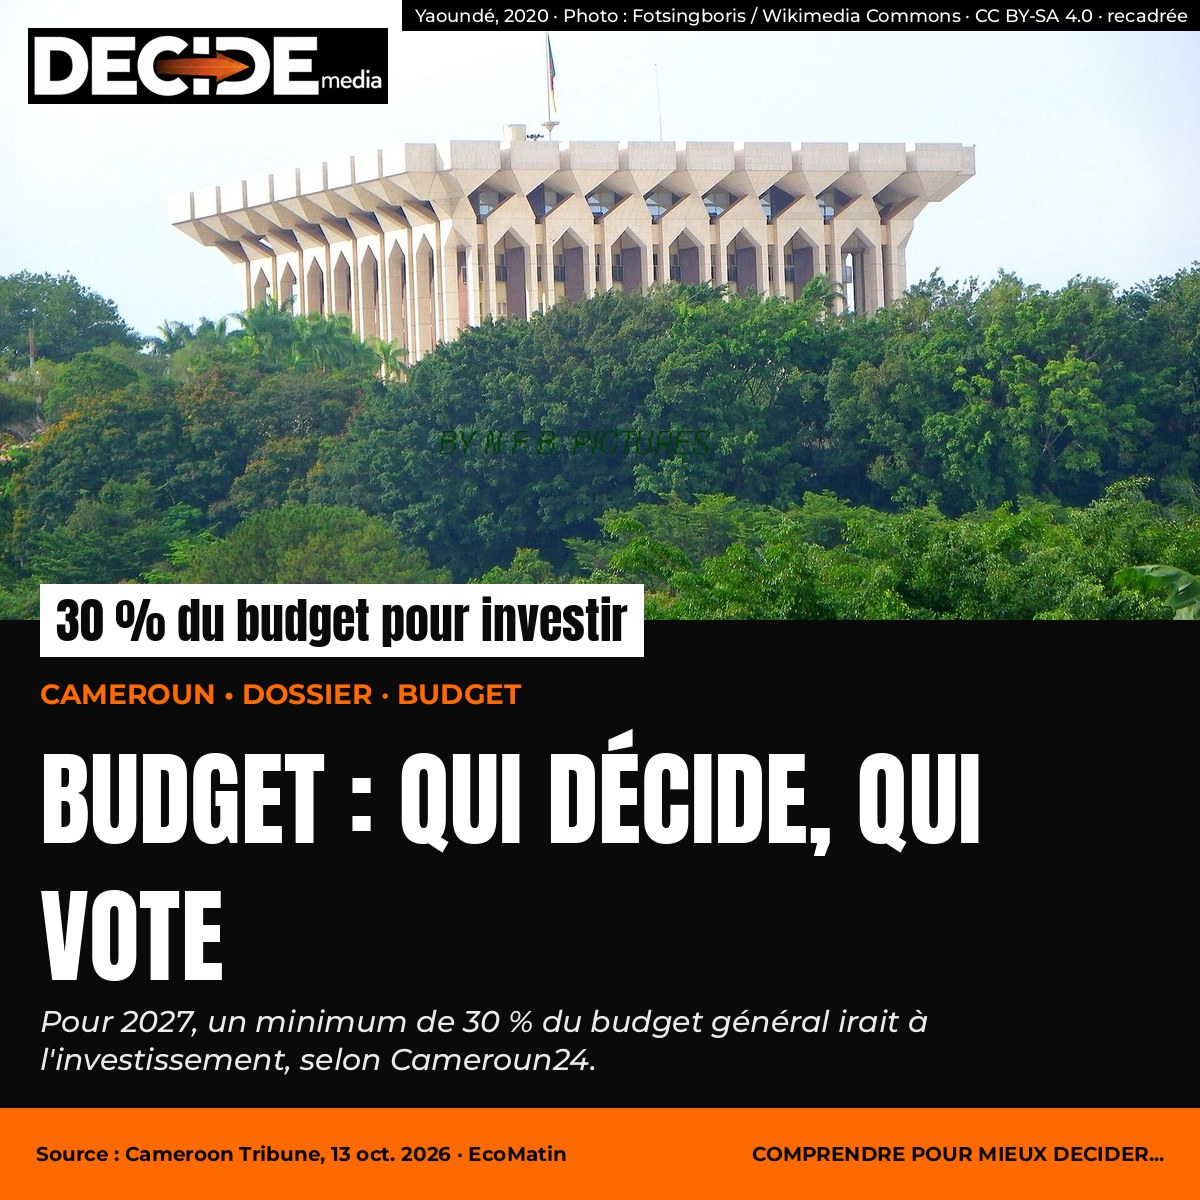 Yaoundé, 2020 · Photo : Fotsingboris / Wikimedia Commons · CC BY-SA 4.0 · recadrée
DECIDE media
BY N.F.B. PICTURES
30 % du budget pour investir
CAMEROUN • DOSSIER · BUDGET
BUDGET : QUI DÉCIDE, QUI
VOTE
Pour 2027, un minimum de 30 % du budget général irait à
l'investissement, selon Cameroun24.
Source : Cameroon Tribune, 13 oct. 2026 · EcoMatin
COMPRENDRE POUR MIEUX DECIDER...